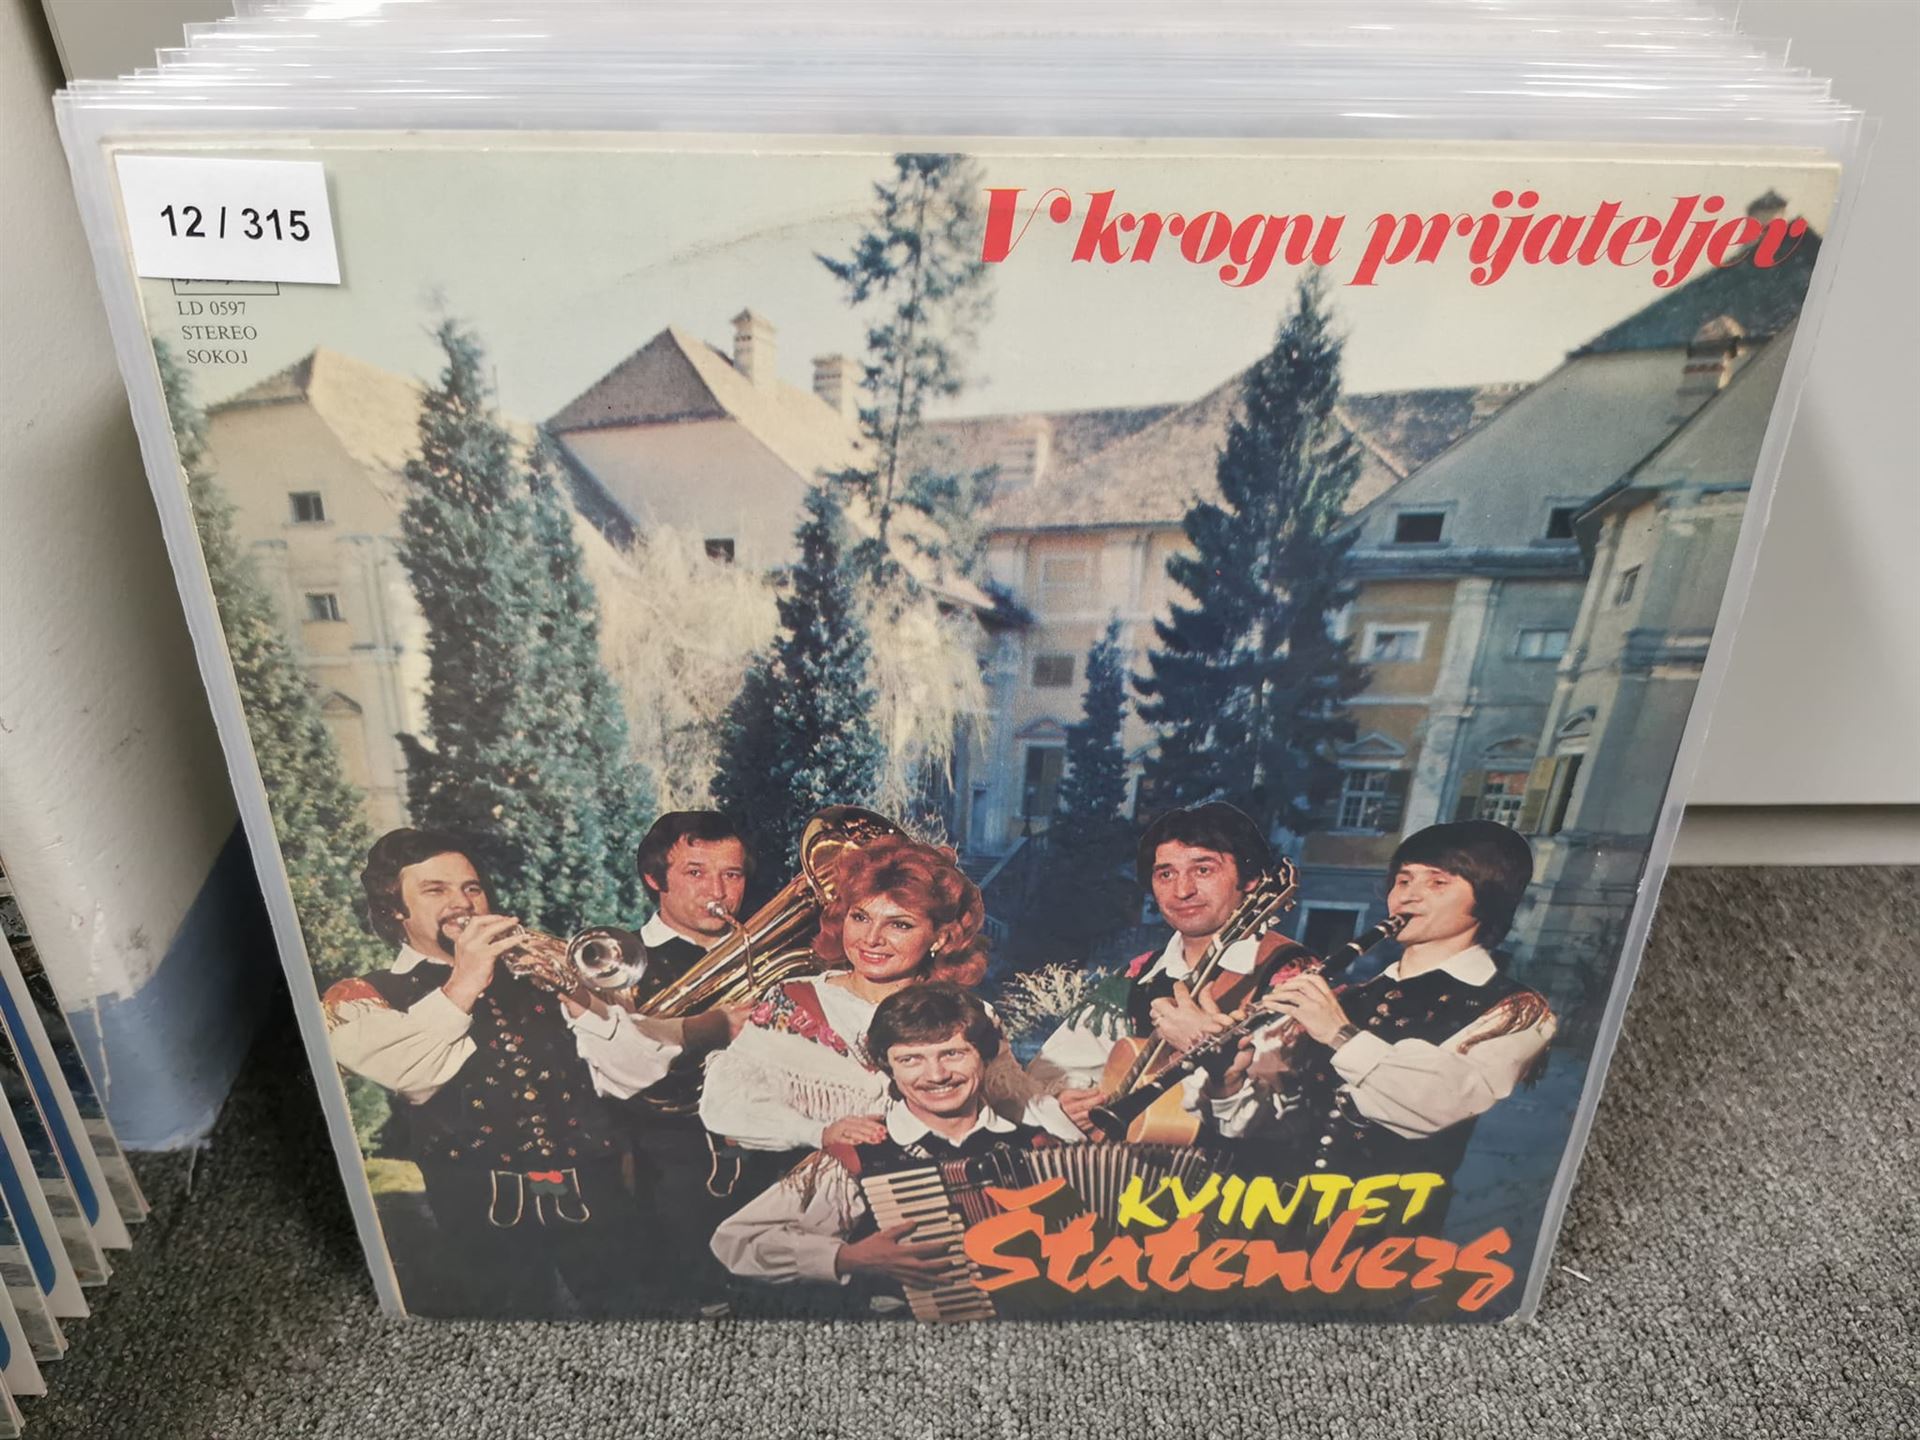 12 / 315
LD 0597
STEREO
SOKOJ
V krogu prijateljev
KVINTET
Štatenberg